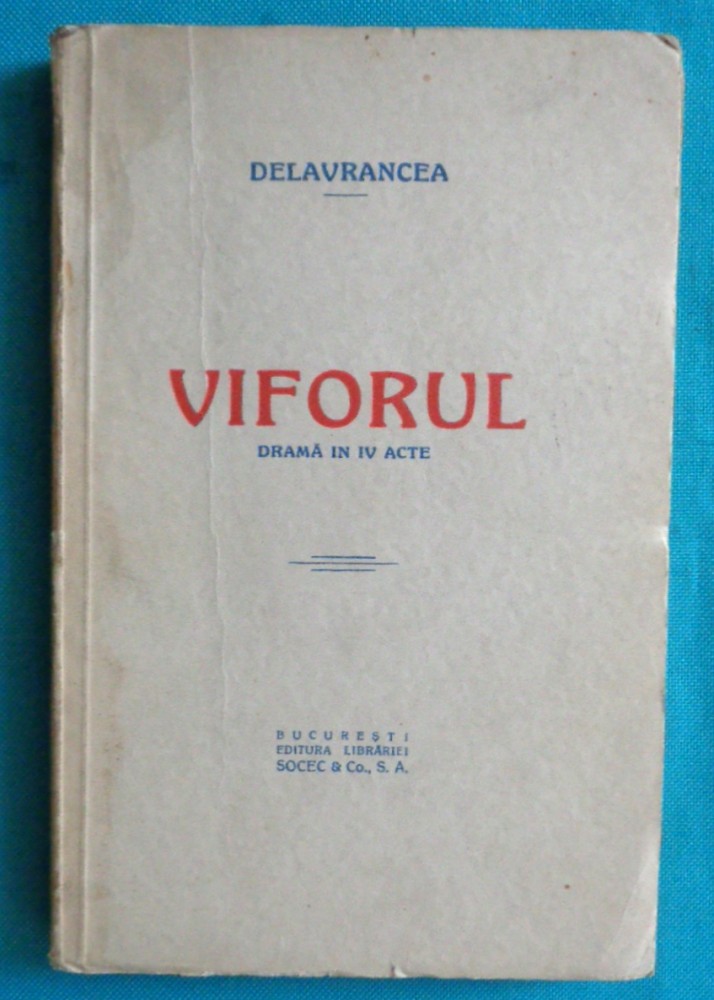 DELAVRANCEA
VIFORUL
DRAMĂ IN IV ACTE
BUCUREȘTI
EDITURA LIBRĂRIEI
SOCEC & Co., S. A.